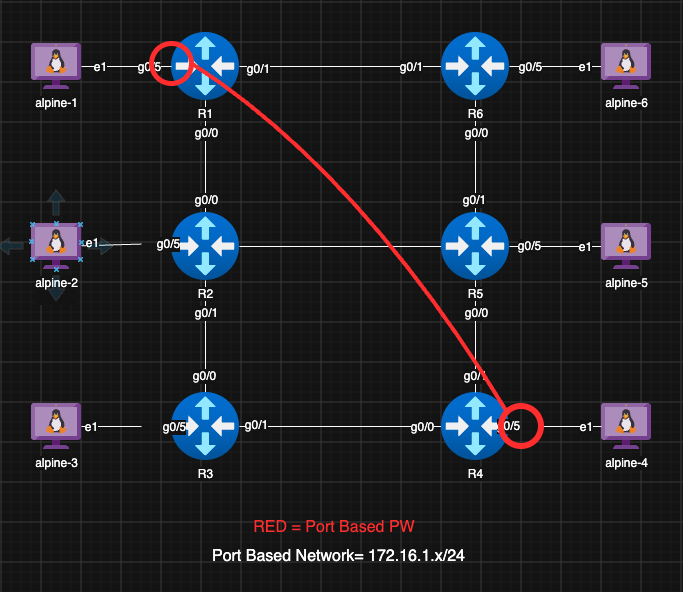 e1
g0/5
g0/1
g0/1
g0/5
e1
alpine-1
R1
R6
alpine-6
g0/0
g0/0
g0/0
g0/1
e1
g0/5
g0/5
e1
alpine-2
R2
R5
alpine-5
g0/1
g0/0
g0/0
g0/1
e1
g0/5
g0/1
g0/0
g0/5
e1
alpine-3
R3
R4
alpine-4
RED = Port Based PW
Port Based Network= 172.16.1.x/24